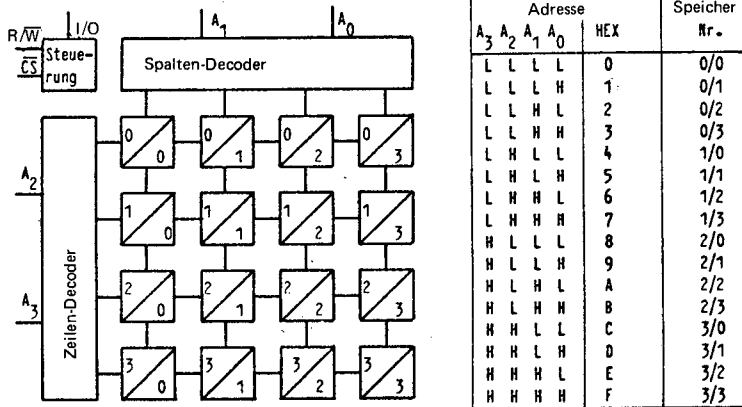 A1 A0
R/W̅ I/O
C̅S̅
Steue-
rung
Spalten-Decoder
0/0 0/1 0/2 0/3
A2
1/0 1/1 1/2 1/3
2/0 2/1 2/2 2/3
A3
3/0 3/1 3/2 3/3
Zeilen-Decoder
Adresse Speicher
A3 A2 A1 A0 HEX Nr.
L L L L 0 0/0
L L L H 1 0/1
L L H L 2 0/2
L L H H 3 0/3
L H L L 4 1/0
L H L H 5 1/1
L H H L 6 1/2
L H H H 7 1/3
H L L L 8 2/0
H L L H 9 2/1
H L H L A 2/2
H L H H B 2/3
H H L L C 3/0
H H L H D 3/1
H H H L E 3/2
H H H H F 3/3